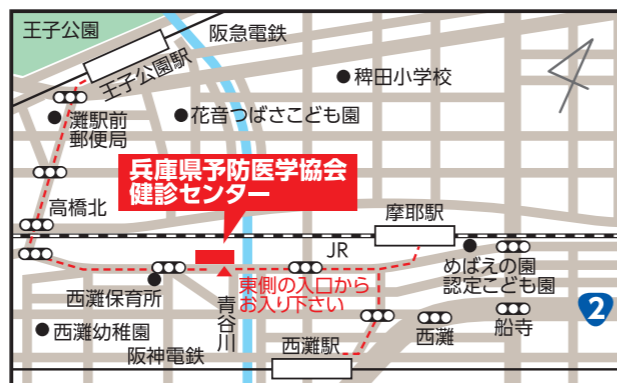 王子公園
阪急電鉄
王子公園駅
稗田小学校
灘駅前
郵便局
花音つばさこども園
兵庫県予防医学協会
健診センター
高橋北
摩耶駅
JR
めばえの園
認定こども園
東側の入口から
お入り下さい
西灘保育所
青谷川
西灘幼稚園
西灘駅
西灘
船寺
2
阪神電鉄